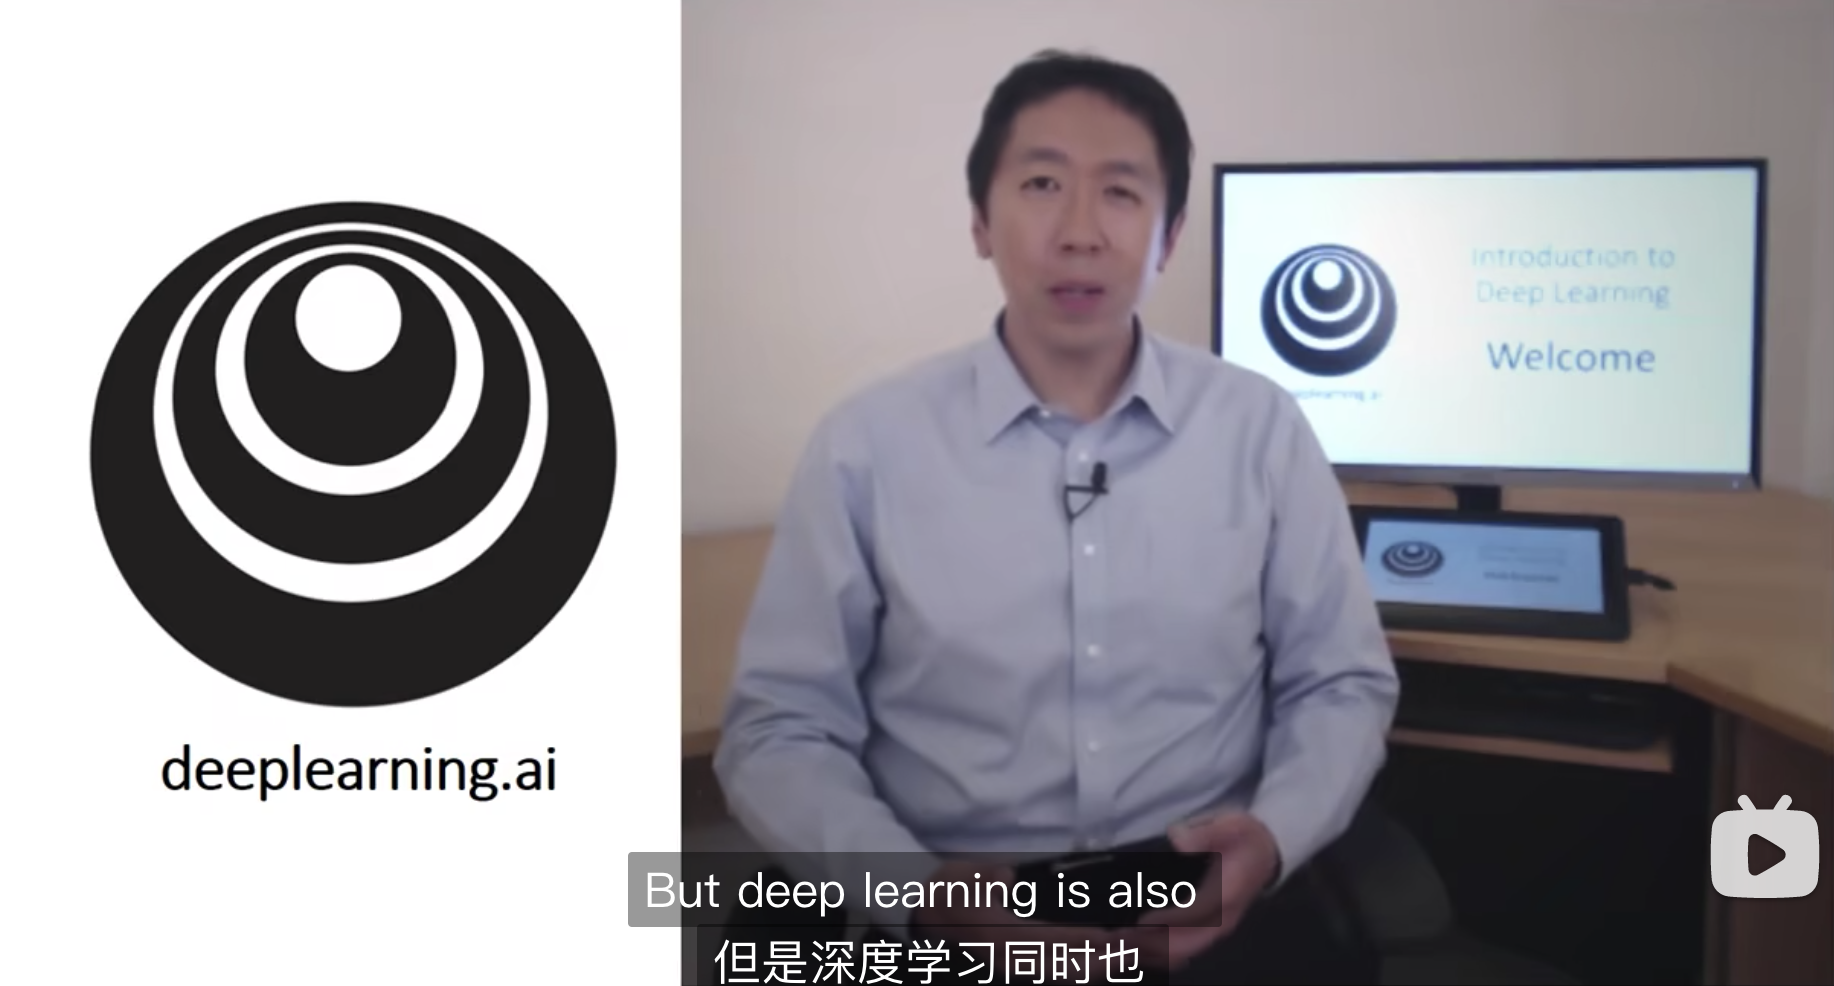 deeplearning.ai
Introduction to
Deep Learning
Welcome
But deep learning is also
但是深度学习同时也